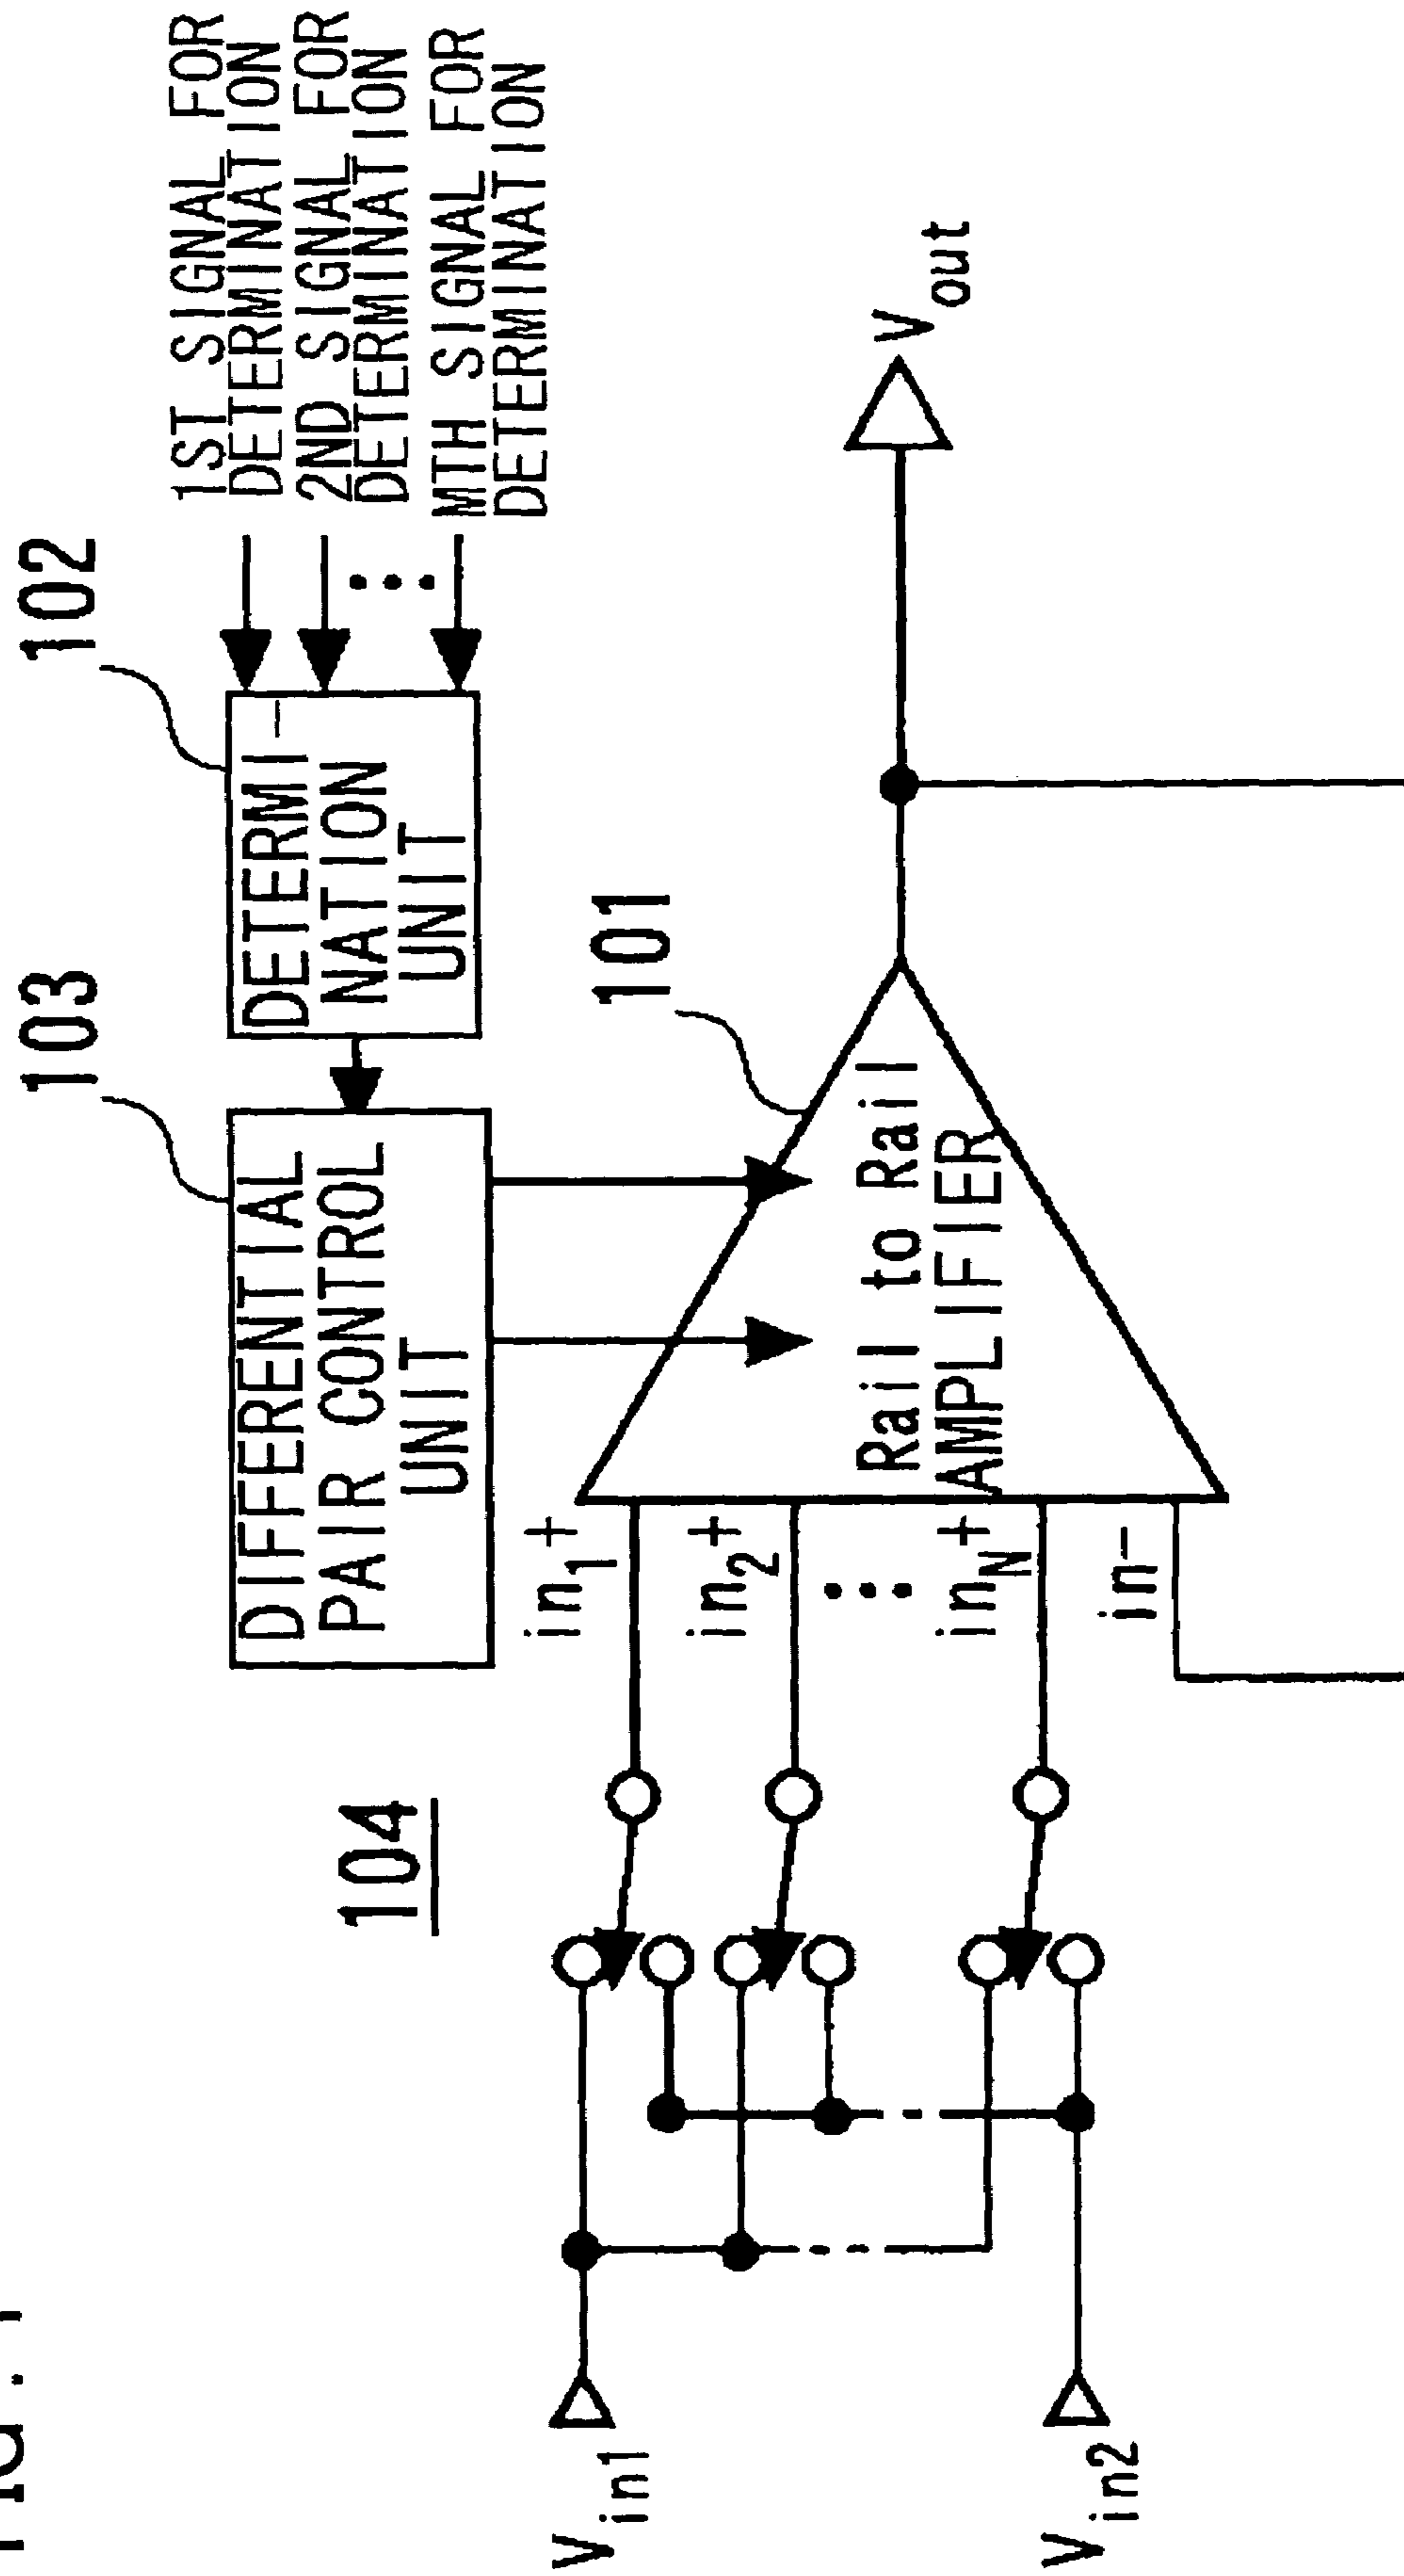 102
1ST SIGNAL FOR
DETERMINATION
2ND SIGNAL FOR
DETERMINATION
MTH SIGNAL FOR
DETERMINATION
103
DETERMI-
NATION
UNIT
DIFFERENTIAL
PAIR CONTROL
UNIT
104
101
in1+
in2+
inN+
in-
Rail to Rail
AMPLIFIER
Vin1
Vin2
Vout